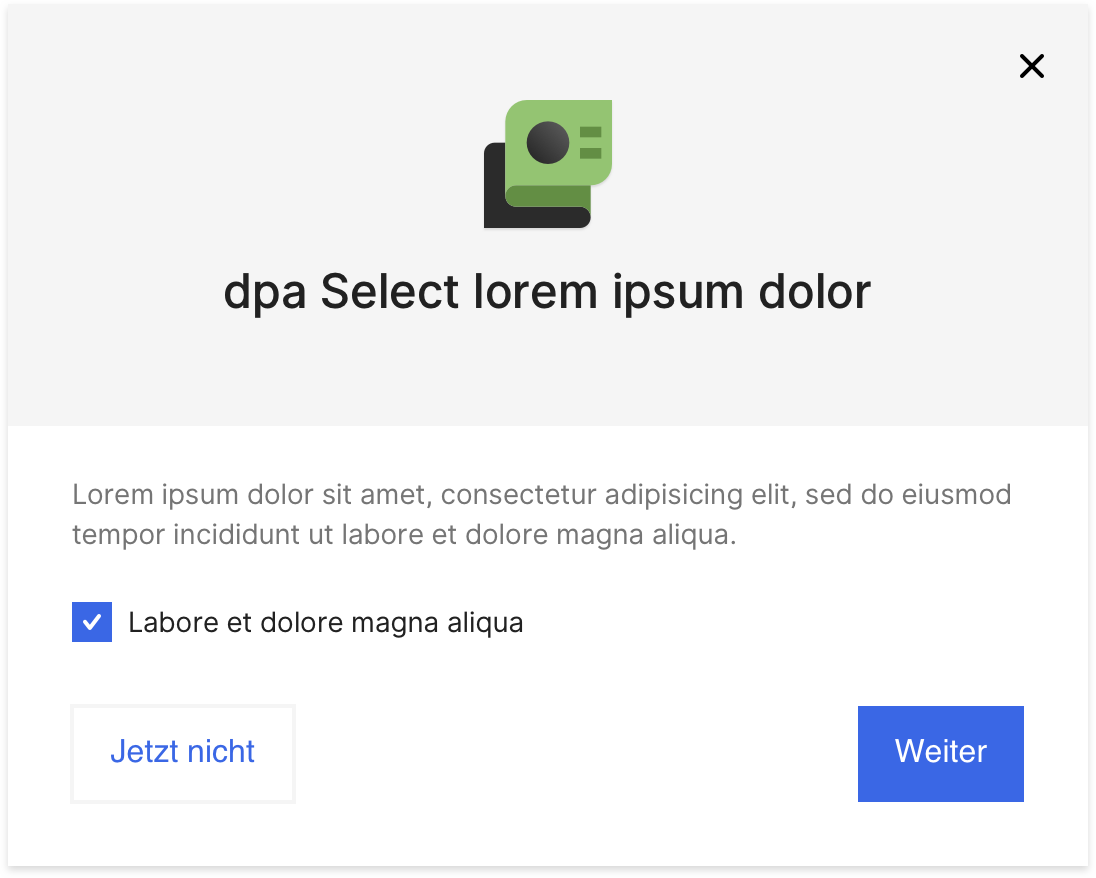 dpa Select lorem ipsum dolor
Lorem ipsum dolor sit amet, consectetur adipisicing elit, sed do eiusmod
tempor incididunt ut labore et dolore magna aliqua.
Labore et dolore magna aliqua
Jetzt nicht
Weiter